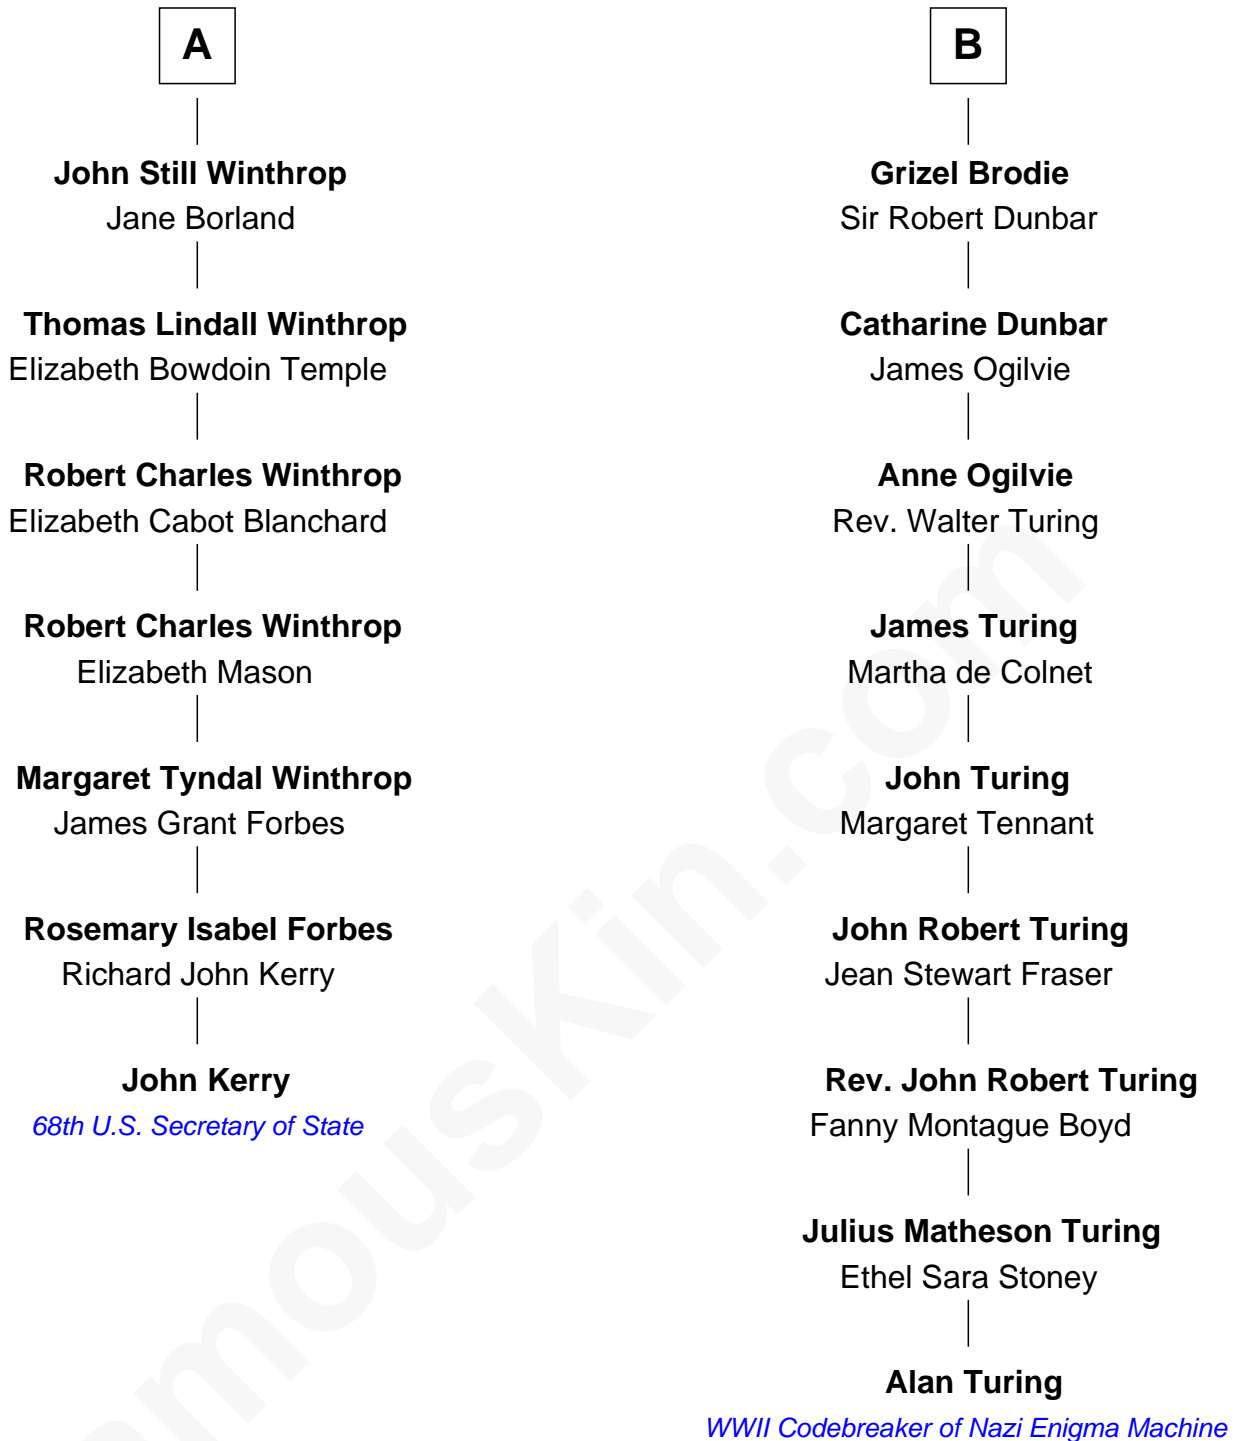 A
John Still Winthrop
Jane Borland
Thomas Lindall Winthrop
Elizabeth Bowdoin Temple
Robert Charles Winthrop
Elizabeth Cabot Blanchard
Robert Charles Winthrop
Elizabeth Mason
Margaret Tyndal Winthrop
James Grant Forbes
Rosemary Isabel Forbes
Richard John Kerry
John Kerry
68th U.S. Secretary of State
B
Grizel Brodie
Sir Robert Dunbar
Catharine Dunbar
James Ogilvie
Anne Ogilvie
Rev. Walter Turing
James Turing
Martha de Colnet
John Turing
Margaret Tennant
John Robert Turing
Jean Stewart Fraser
Rev. John Robert Turing
Fanny Montague Boyd
Julius Matheson Turing
Ethel Sara Stoney
Alan Turing
WWII Codebreaker of Nazi Enigma Machine
amousKin.com